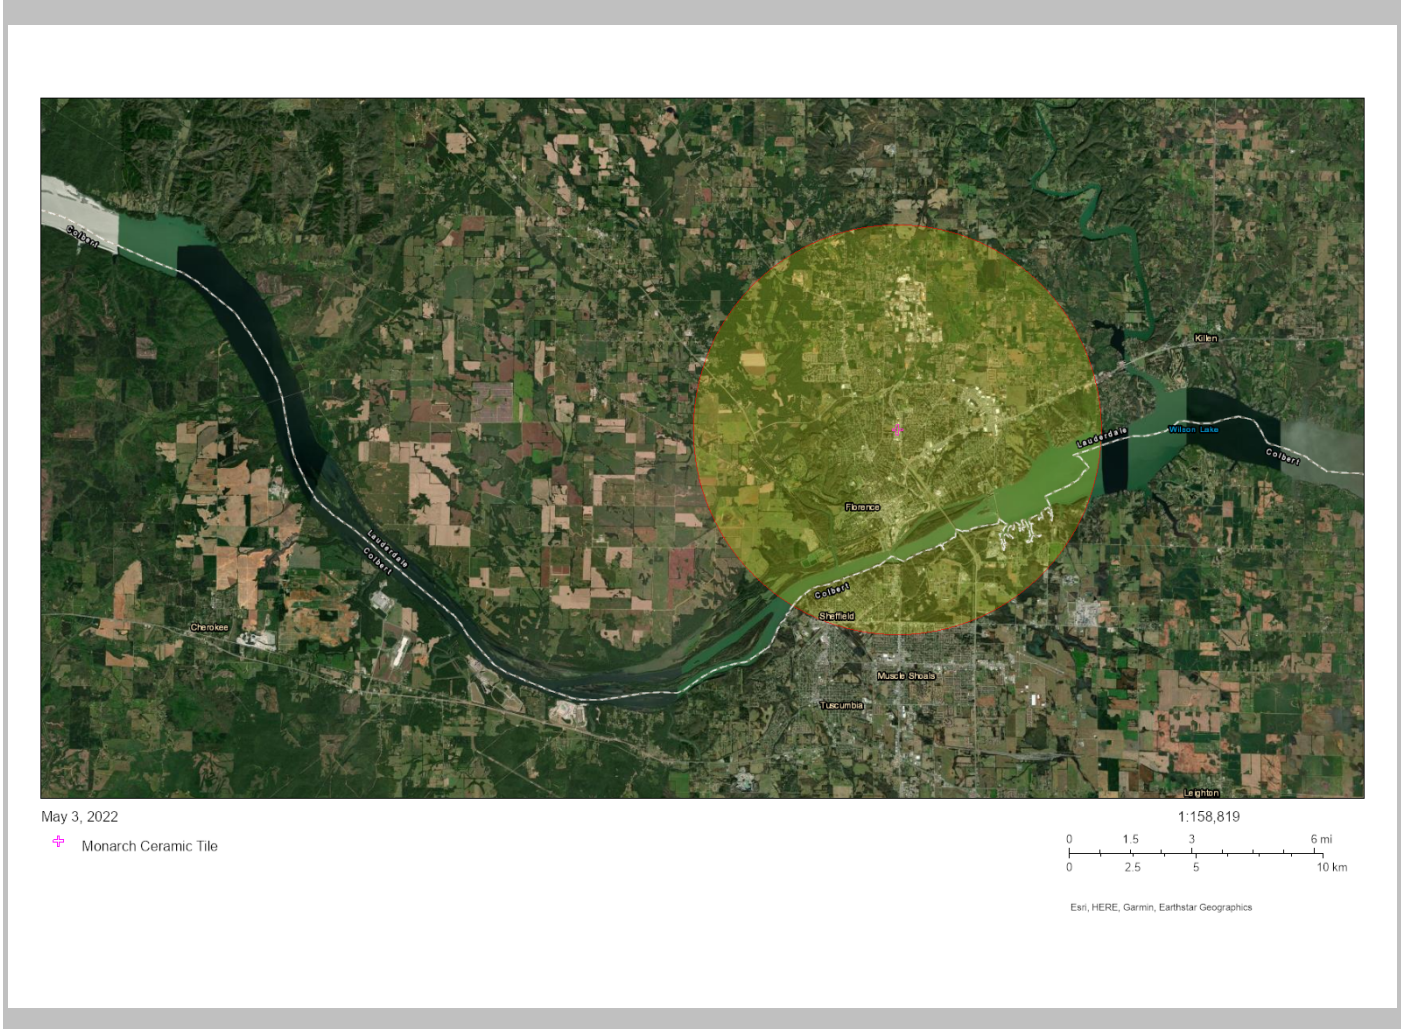 Colbert
Killen
Wilson Lake
Lauderdale
Colbert
Florence
Lauderdale
Colbert
Colbert
Sheffield
Cherokee
Muscle Shoals
Tuscumbia
Leighton
May 3, 2022
1:158,819
Monarch Ceramic Tile
0 1.5 3 6 mi
0 2.5 5 10 km
Esri, HERE, Garmin, Earthstar Geographics